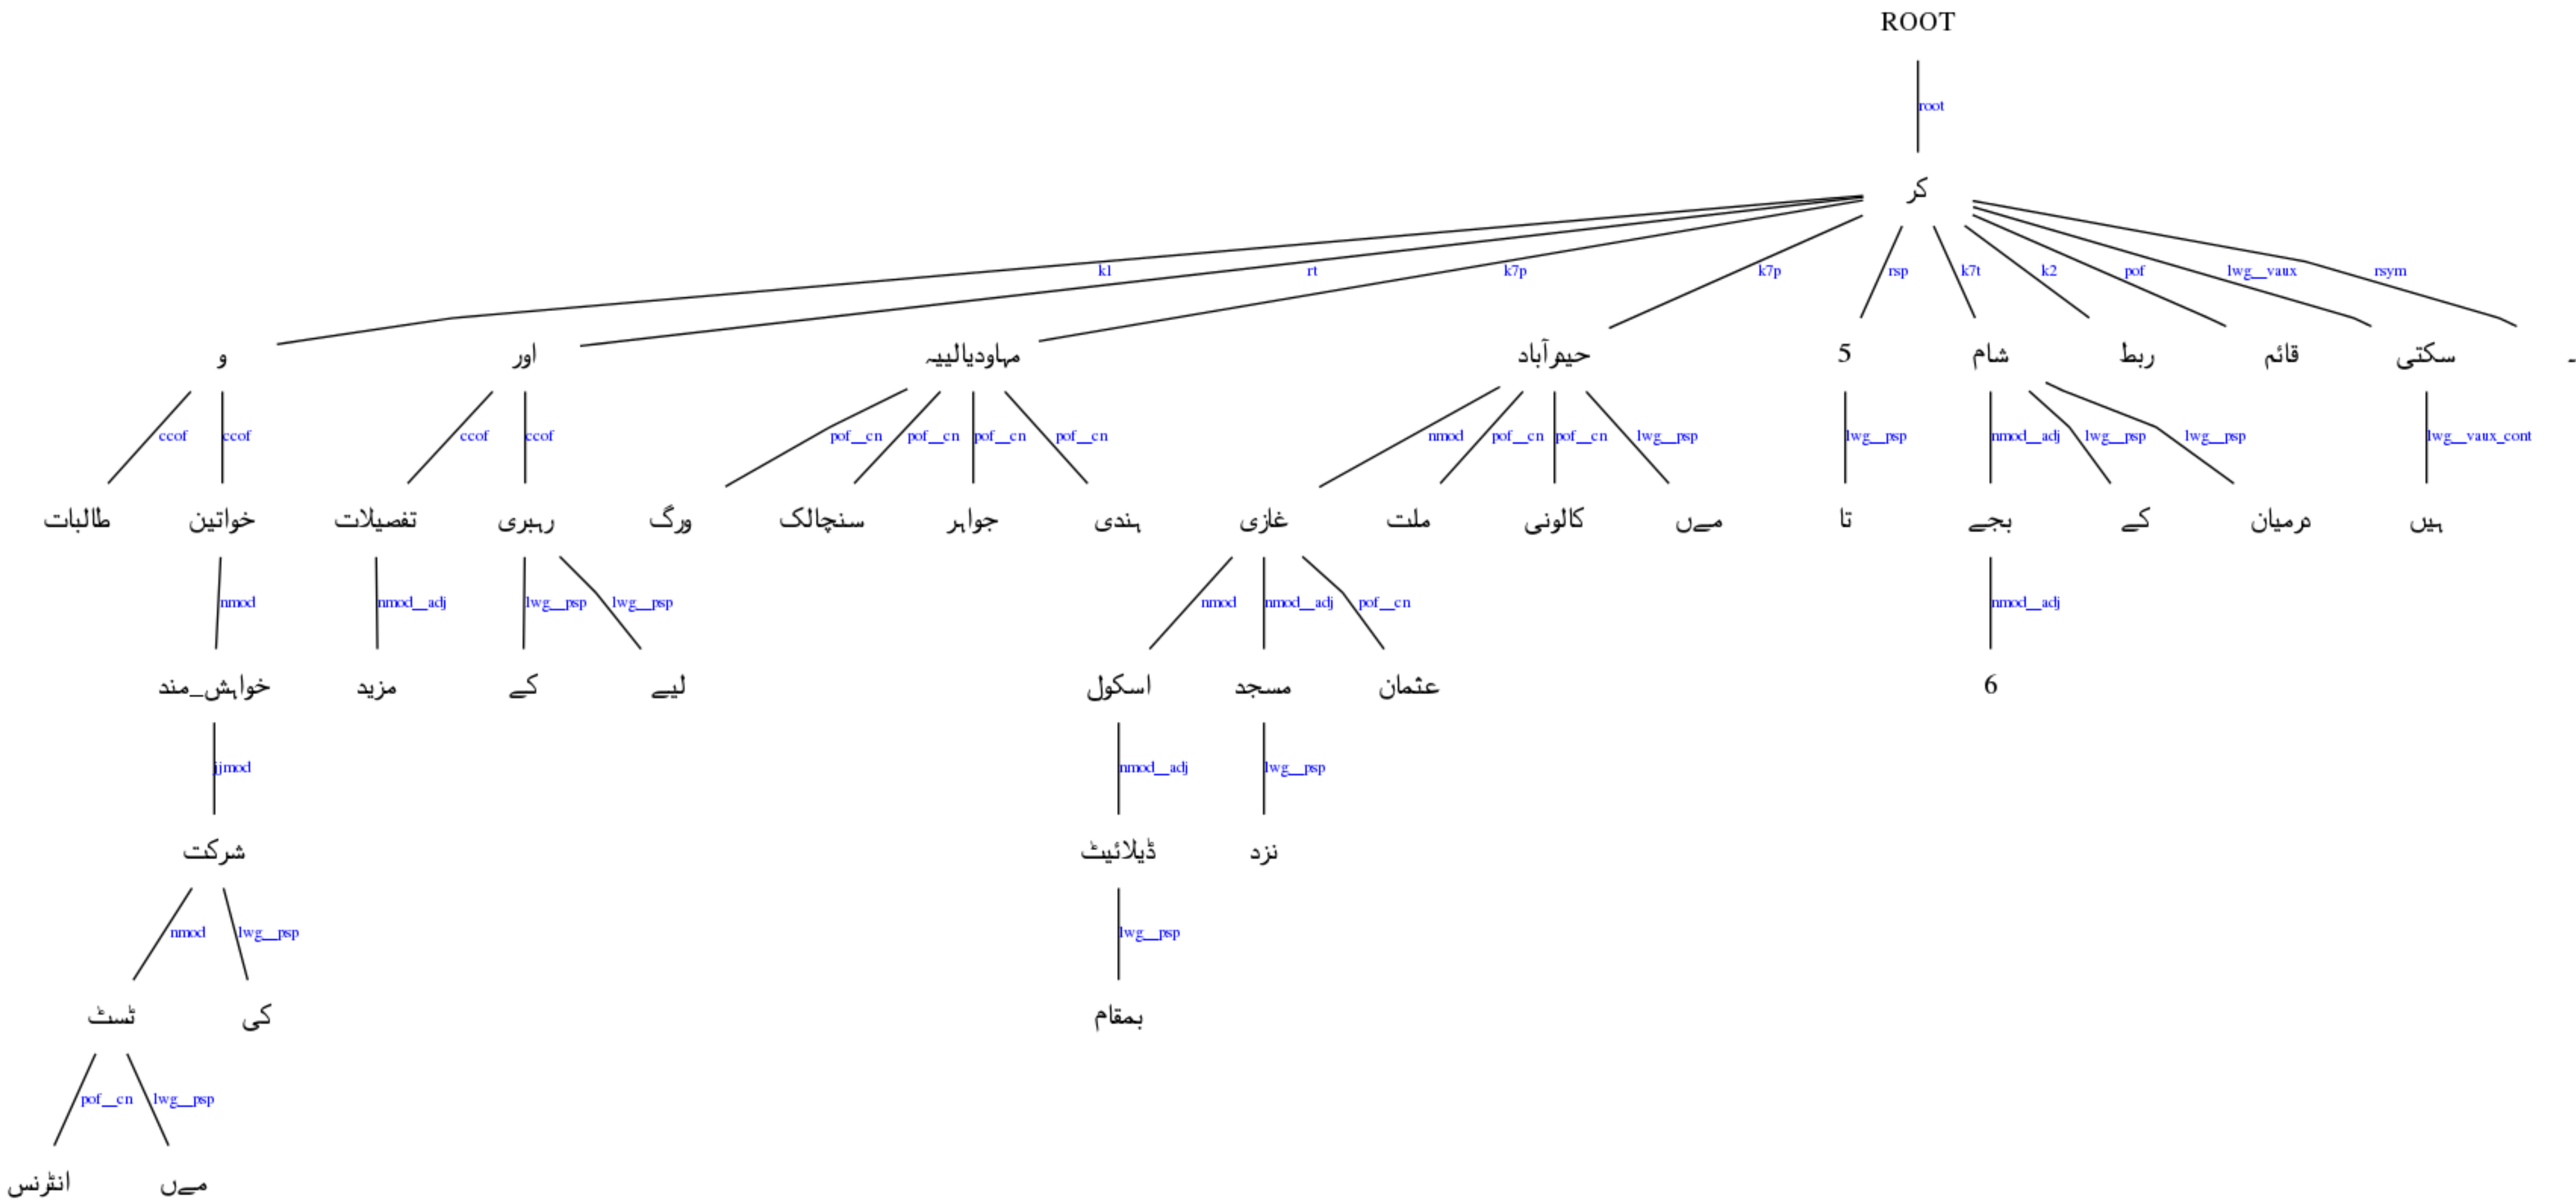 ROOT
root
کر
k1 rt k7p k7p rsp k7t k2 pof lwg__vaux rsym
و اور مہاودیالییہ 5 شام ربط قائم سکتی ۔
ccof ccof ccof ccof pof__cn pof__cn pof__cn pof__cn nmod pof__cn pof__cn lwg__psp lwg__psp nmod__adj lwg__psp lwg__psp lwg__vaux_cont
طالبات خواتین تفصیلات رہبری ورگ سنچالک جواہر ہندی غازی ملت کالونی مےں تا بجے کے درمیان ہیں
nmod nmod__adj lwg__psp lwg__psp nmod nmod__adj pof__cn nmod__adj
خواہش_مند مزید کے لیے اسکول مسجد عثمان 6
jjmod nmod__adj lwg__psp
شرکت ڈیلائیٹ نزد
nmod lwg__psp lwg__psp
ٹسٹ کی بمقام
pof__cn lwg__psp
انٹرنس مےں